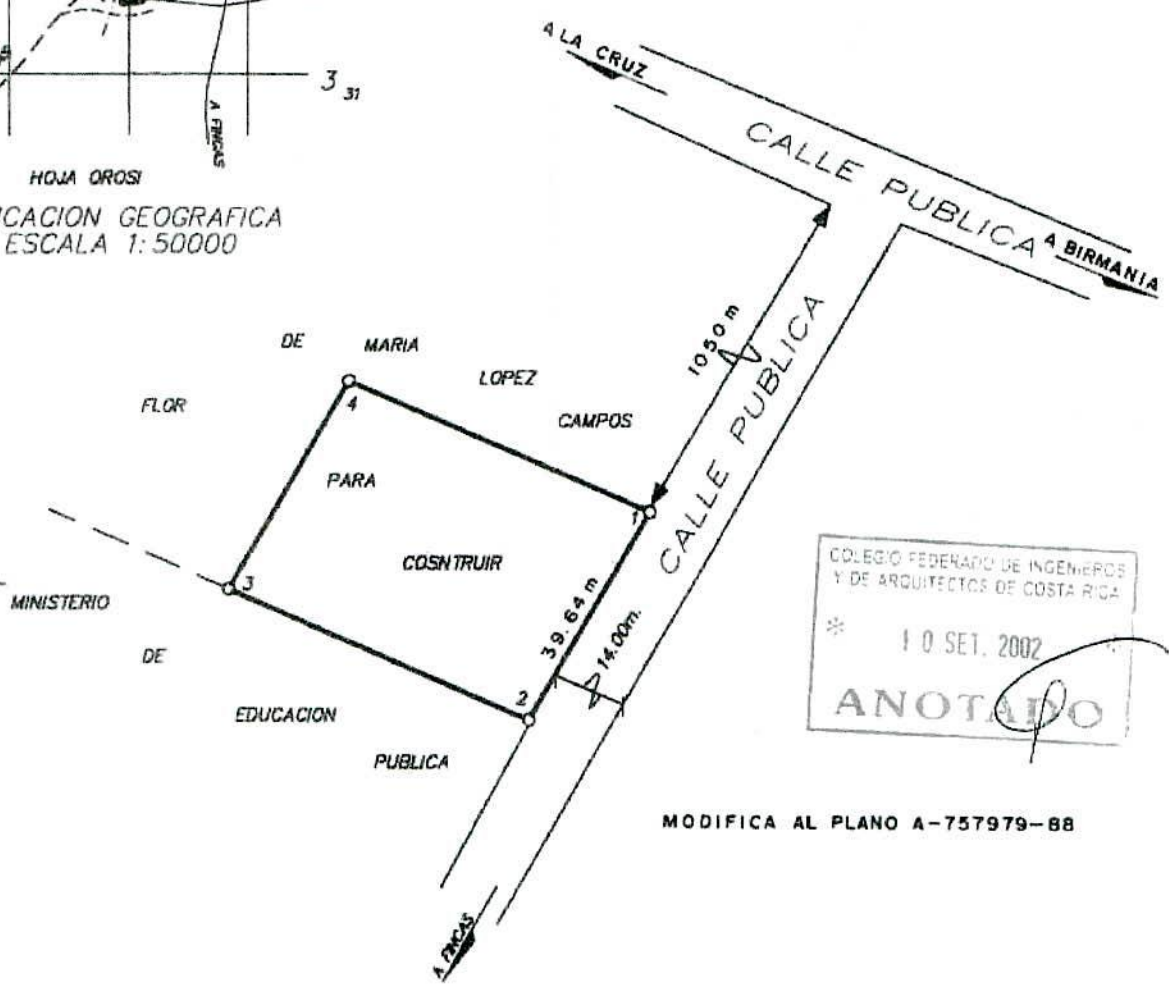 3 31
A FINCAS
HOJA OROSI
ICACION GEOGRAFICA
ESCALA 1:50000
A LA CRUZ
CALLE PUBLICA
A BIRMANIA
1050 m
CALLE PUBLICA
DE MARIA LOPEZ CAMPOS
FLOR
4
PARA
COSNTRUIR
1
3
39.64 m
14.00m.
2
MINISTERIO
DE
EDUCACION
PUBLICA
A FINCAS
COLEGIO FEDERADO DE INGENIEROS
Y DE ARQUITECTOS DE COSTA RICA
* 10 SET. 2002 *
ANOTADO
MODIFICA AL PLANO A-757979-88